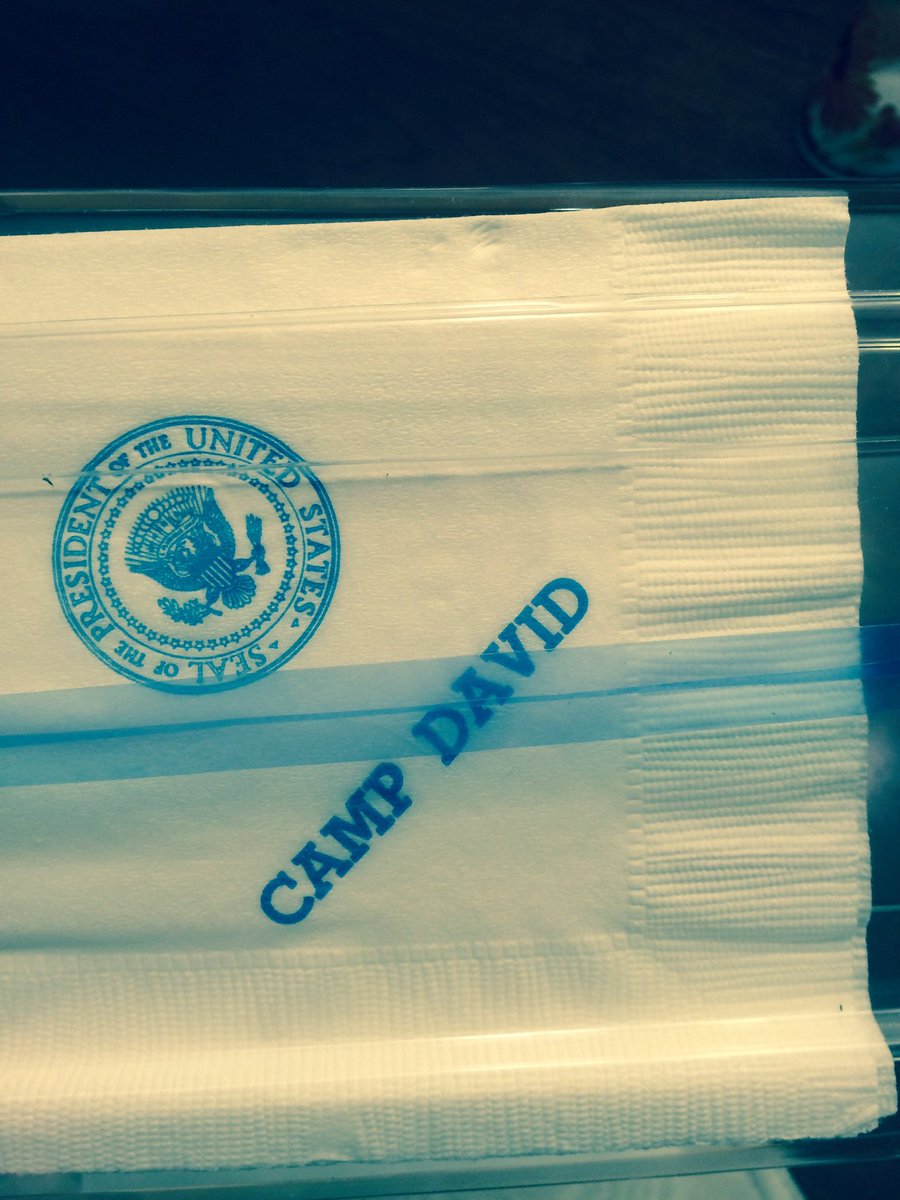 SEAL OF THE PRESIDENT OF THE UNITED STATES
CAMP DAVID